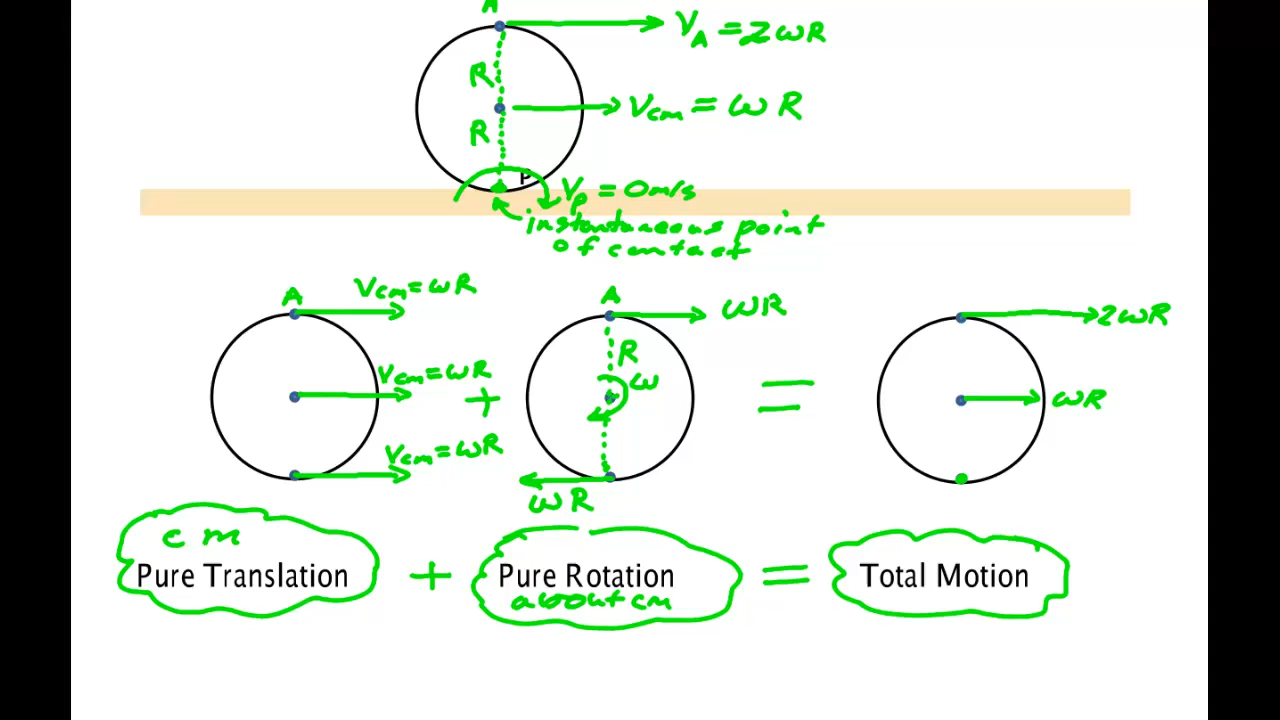 A
V_A = 2ωR
R
V_cm = ωR
R
P
V_p = 0 m/s
instantaneous point
of contact
A
V_cm = ωR
V_cm = ωR
V_cm = ωR
+
A
ωR
R
ω
ωR
=
2ωR
ωR
cm
Pure Translation
+
Pure Rotation
about cm
=
Total Motion